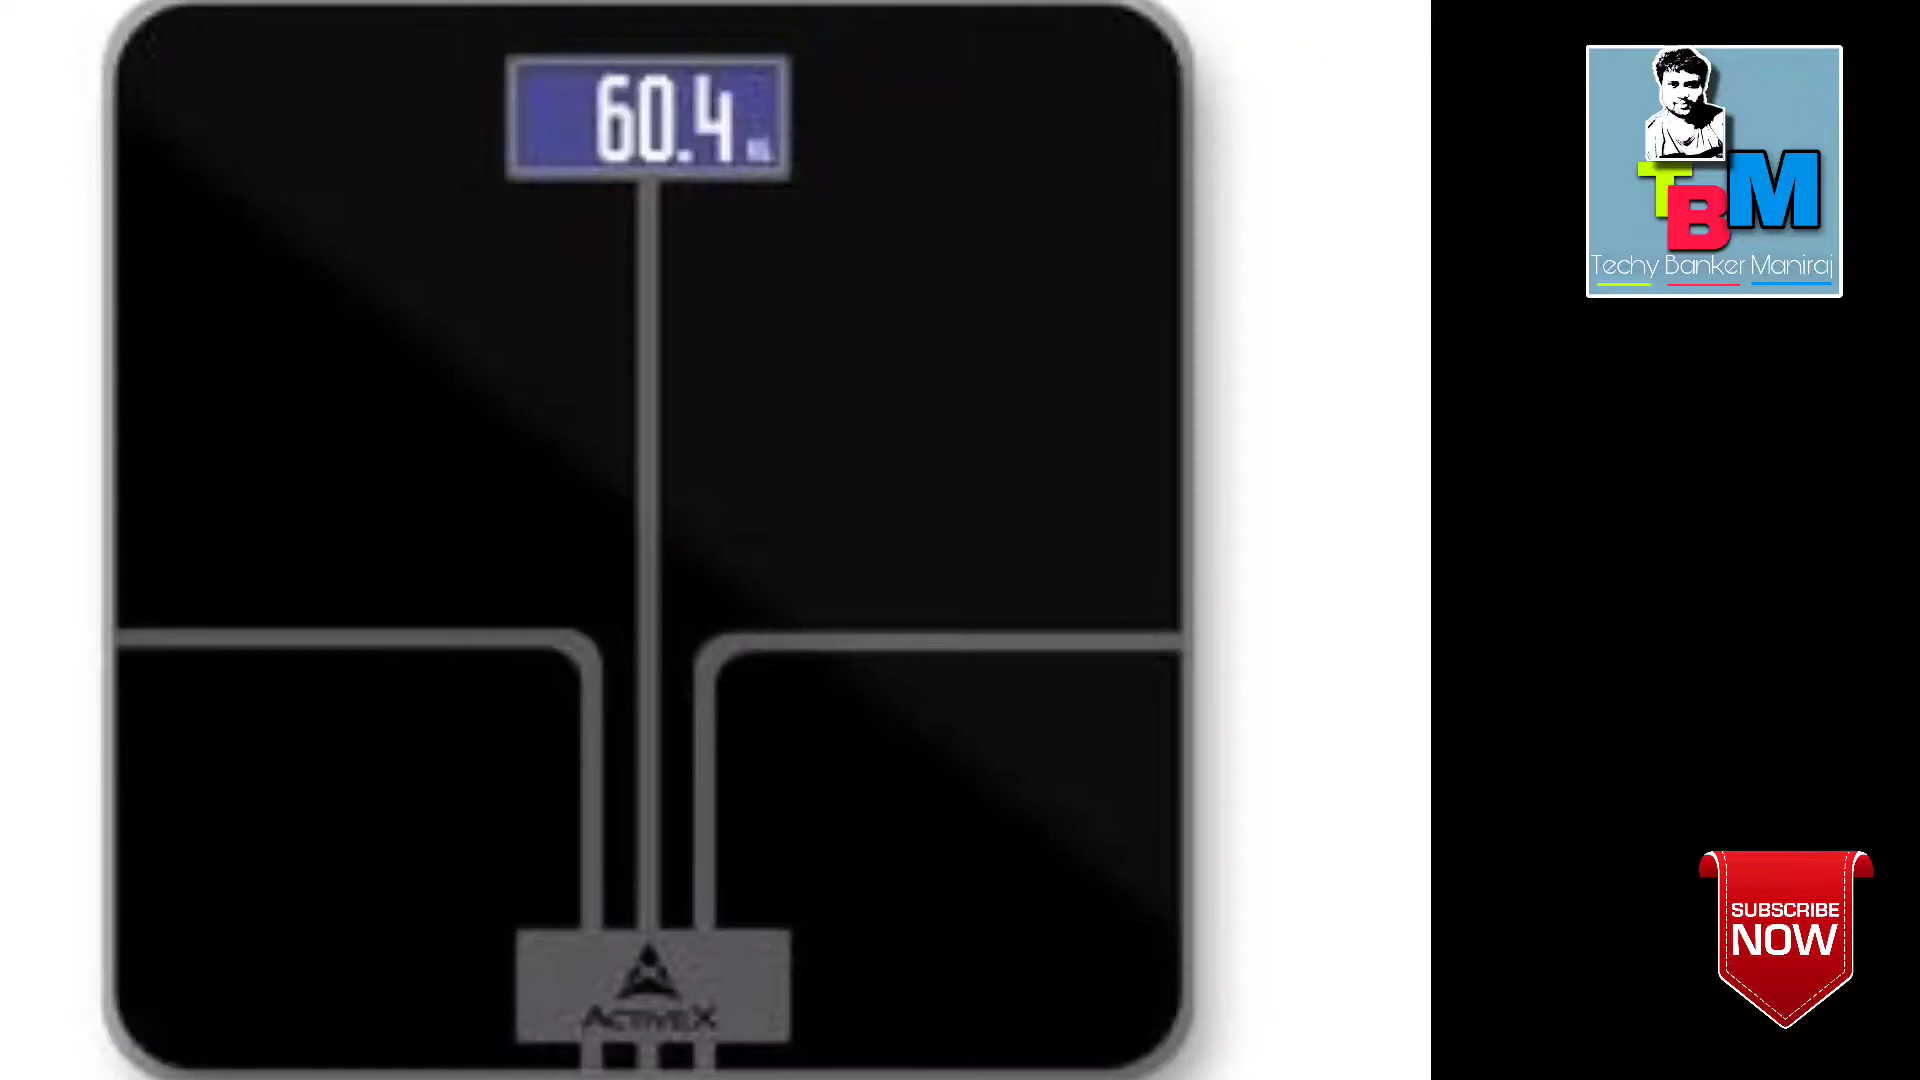 60.4
ACTIVEX
TBM
Techy Banker Maniraj
SUBSCRIBE
NOW